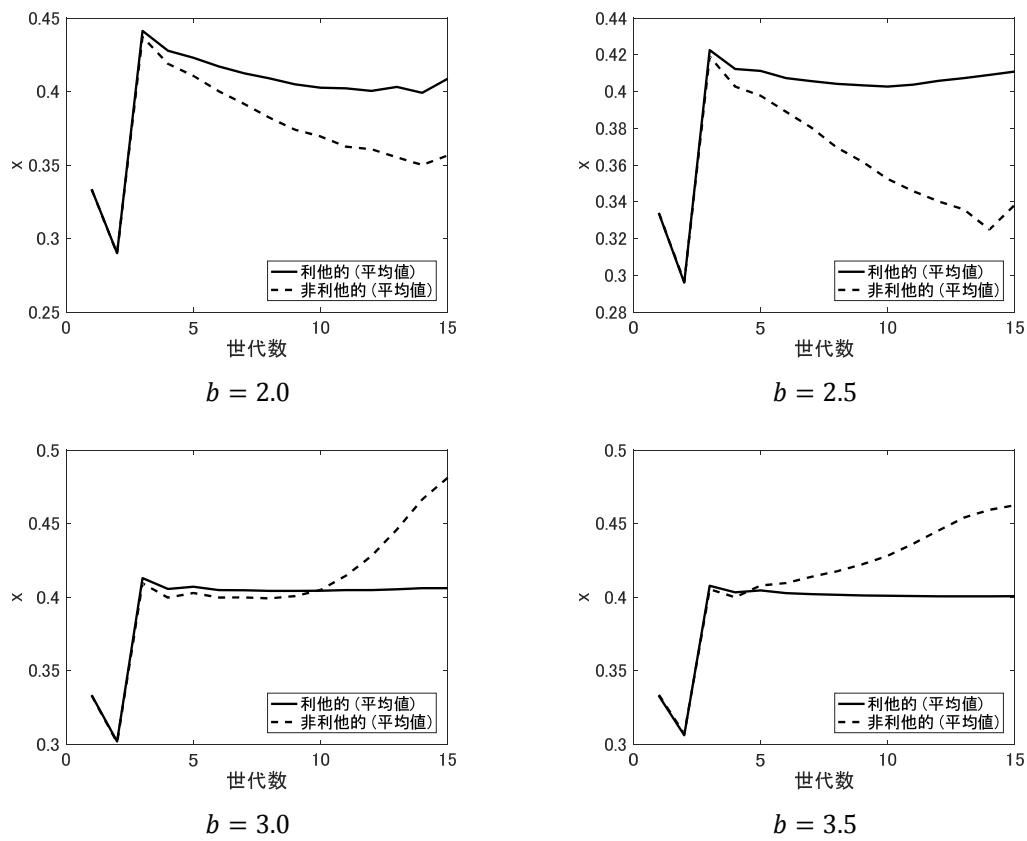 0.45
0.4
0.35
0.3
0.25
x
0
5
10
15
世代数
利他的 (平均値)
非利他的 (平均値)
b = 2.0
0.44
0.42
0.4
0.38
0.36
0.34
0.32
0.3
0.28
x
0
5
10
15
世代数
利他的 (平均値)
非利他的 (平均値)
b = 2.5
0.5
0.45
0.4
0.35
0.3
x
0
5
10
15
世代数
利他的 (平均値)
非利他的 (平均値)
b = 3.0
0.5
0.45
0.4
0.35
0.3
x
0
5
10
15
世代数
利他的 (平均値)
非利他的 (平均値)
b = 3.5